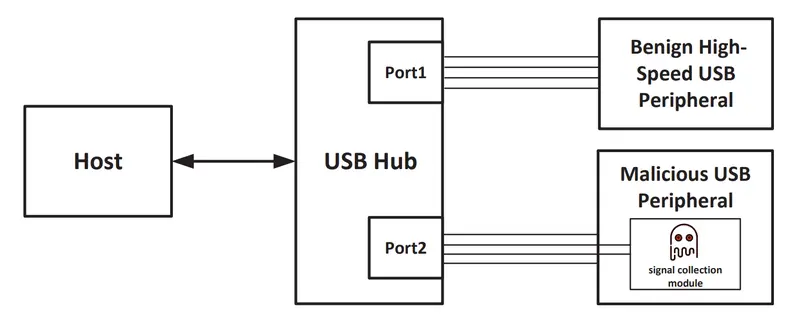 Host
USB Hub
Port1
Port2
Benign High-
Speed USB
Peripheral
Malicious USB
Peripheral
signal collection
module